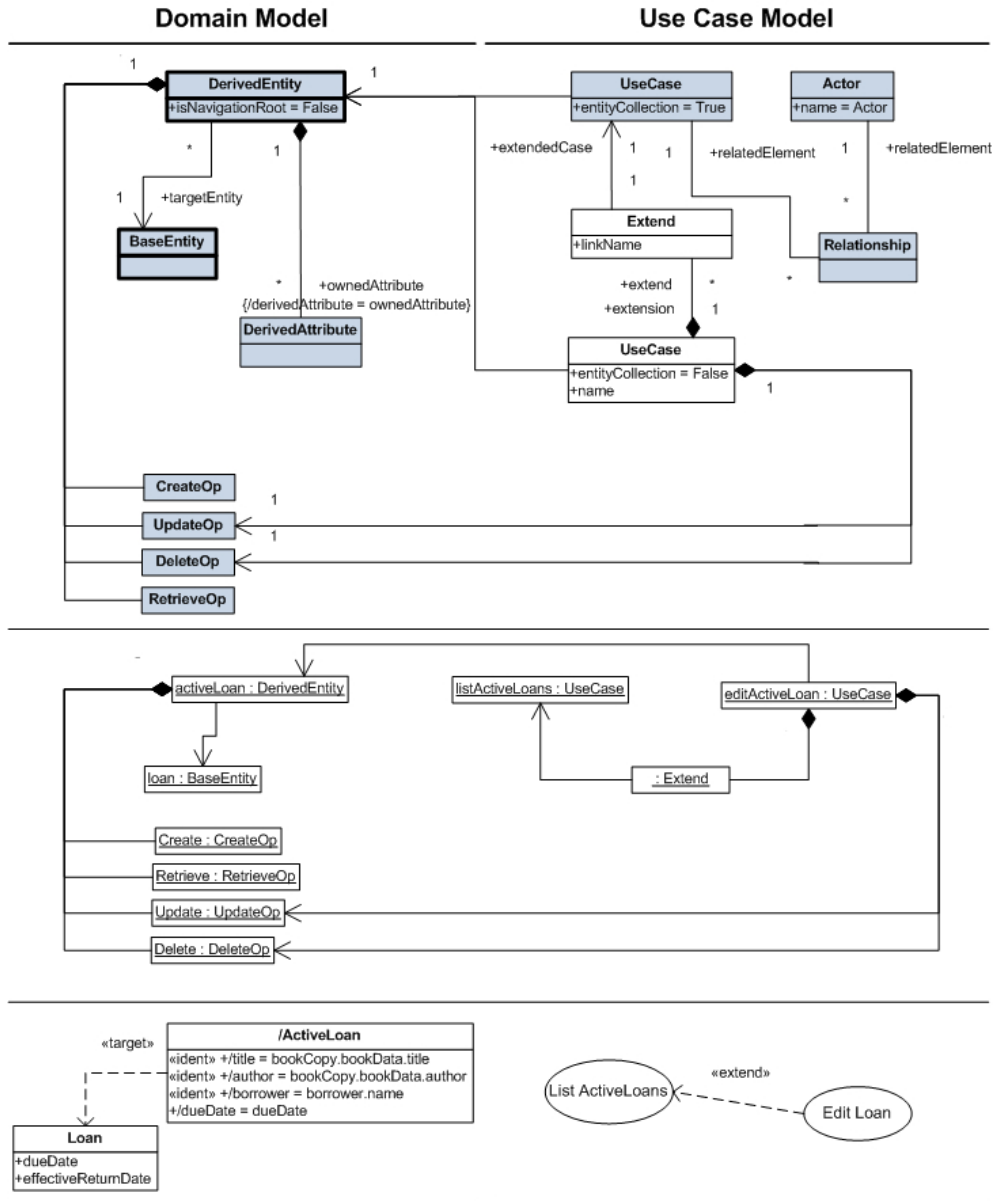 Domain Model
Use Case Model
1
DerivedEntity
+isNavigationRoot = False
1
UseCase
+entityCollection = True
Actor
+name = Actor
*
1
+extendedCase
1
1
+relatedElement
1
+relatedElement
1
+targetEntity
1
*
BaseEntity
Extend
+linkName
Relationship
*
+ownedAttribute
{/derivedAttribute = ownedAttribute}
+extend
*
*
+extension
1
DerivedAttribute
UseCase
+entityCollection = False
+name
1
CreateOp
1
UpdateOp
1
DeleteOp
RetrieveOp
activeLoan : DerivedEntity
listActiveLoans : UseCase
editActiveLoan : UseCase
loan : BaseEntity
: Extend
Create : CreateOp
Retrieve : RetrieveOp
Update : UpdateOp
Delete : DeleteOp
«target»
/ActiveLoan
«ident» +/title = bookCopy.bookData.title
«ident» +/author = bookCopy.bookData.author
«ident» +/borrower = borrower.name
+/dueDate = dueDate
«extend»
List ActiveLoans
Edit Loan
Loan
+dueDate
+effectiveReturnDate